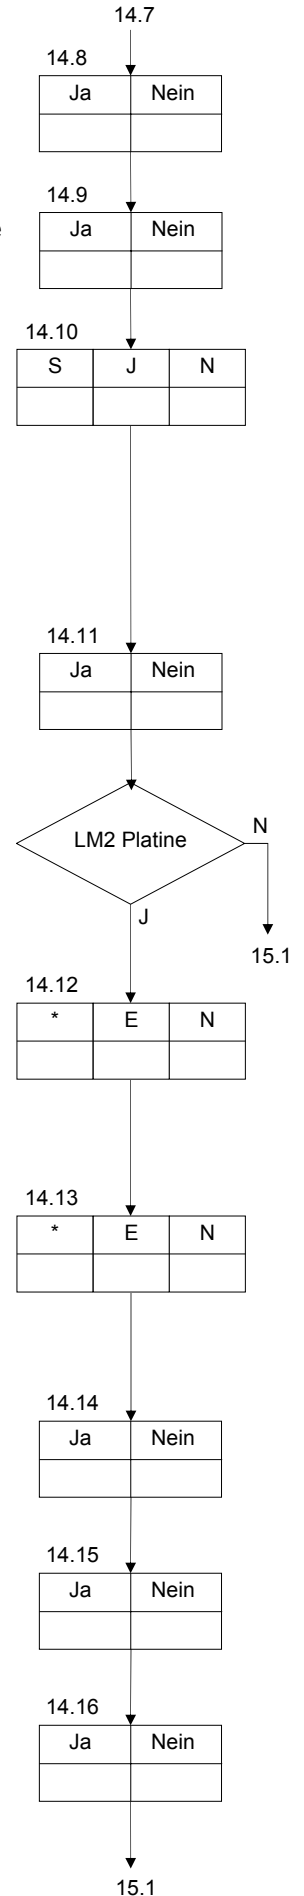 14.7
14.8
Ja Nein
14.9
Ja Nein
14.10
S J N
14.11
Ja Nein
LM2 Platine
N
J
15.1
14.12
* E N
14.13
* E N
14.14
Ja Nein
14.15
Ja Nein
14.16
Ja Nein
15.1